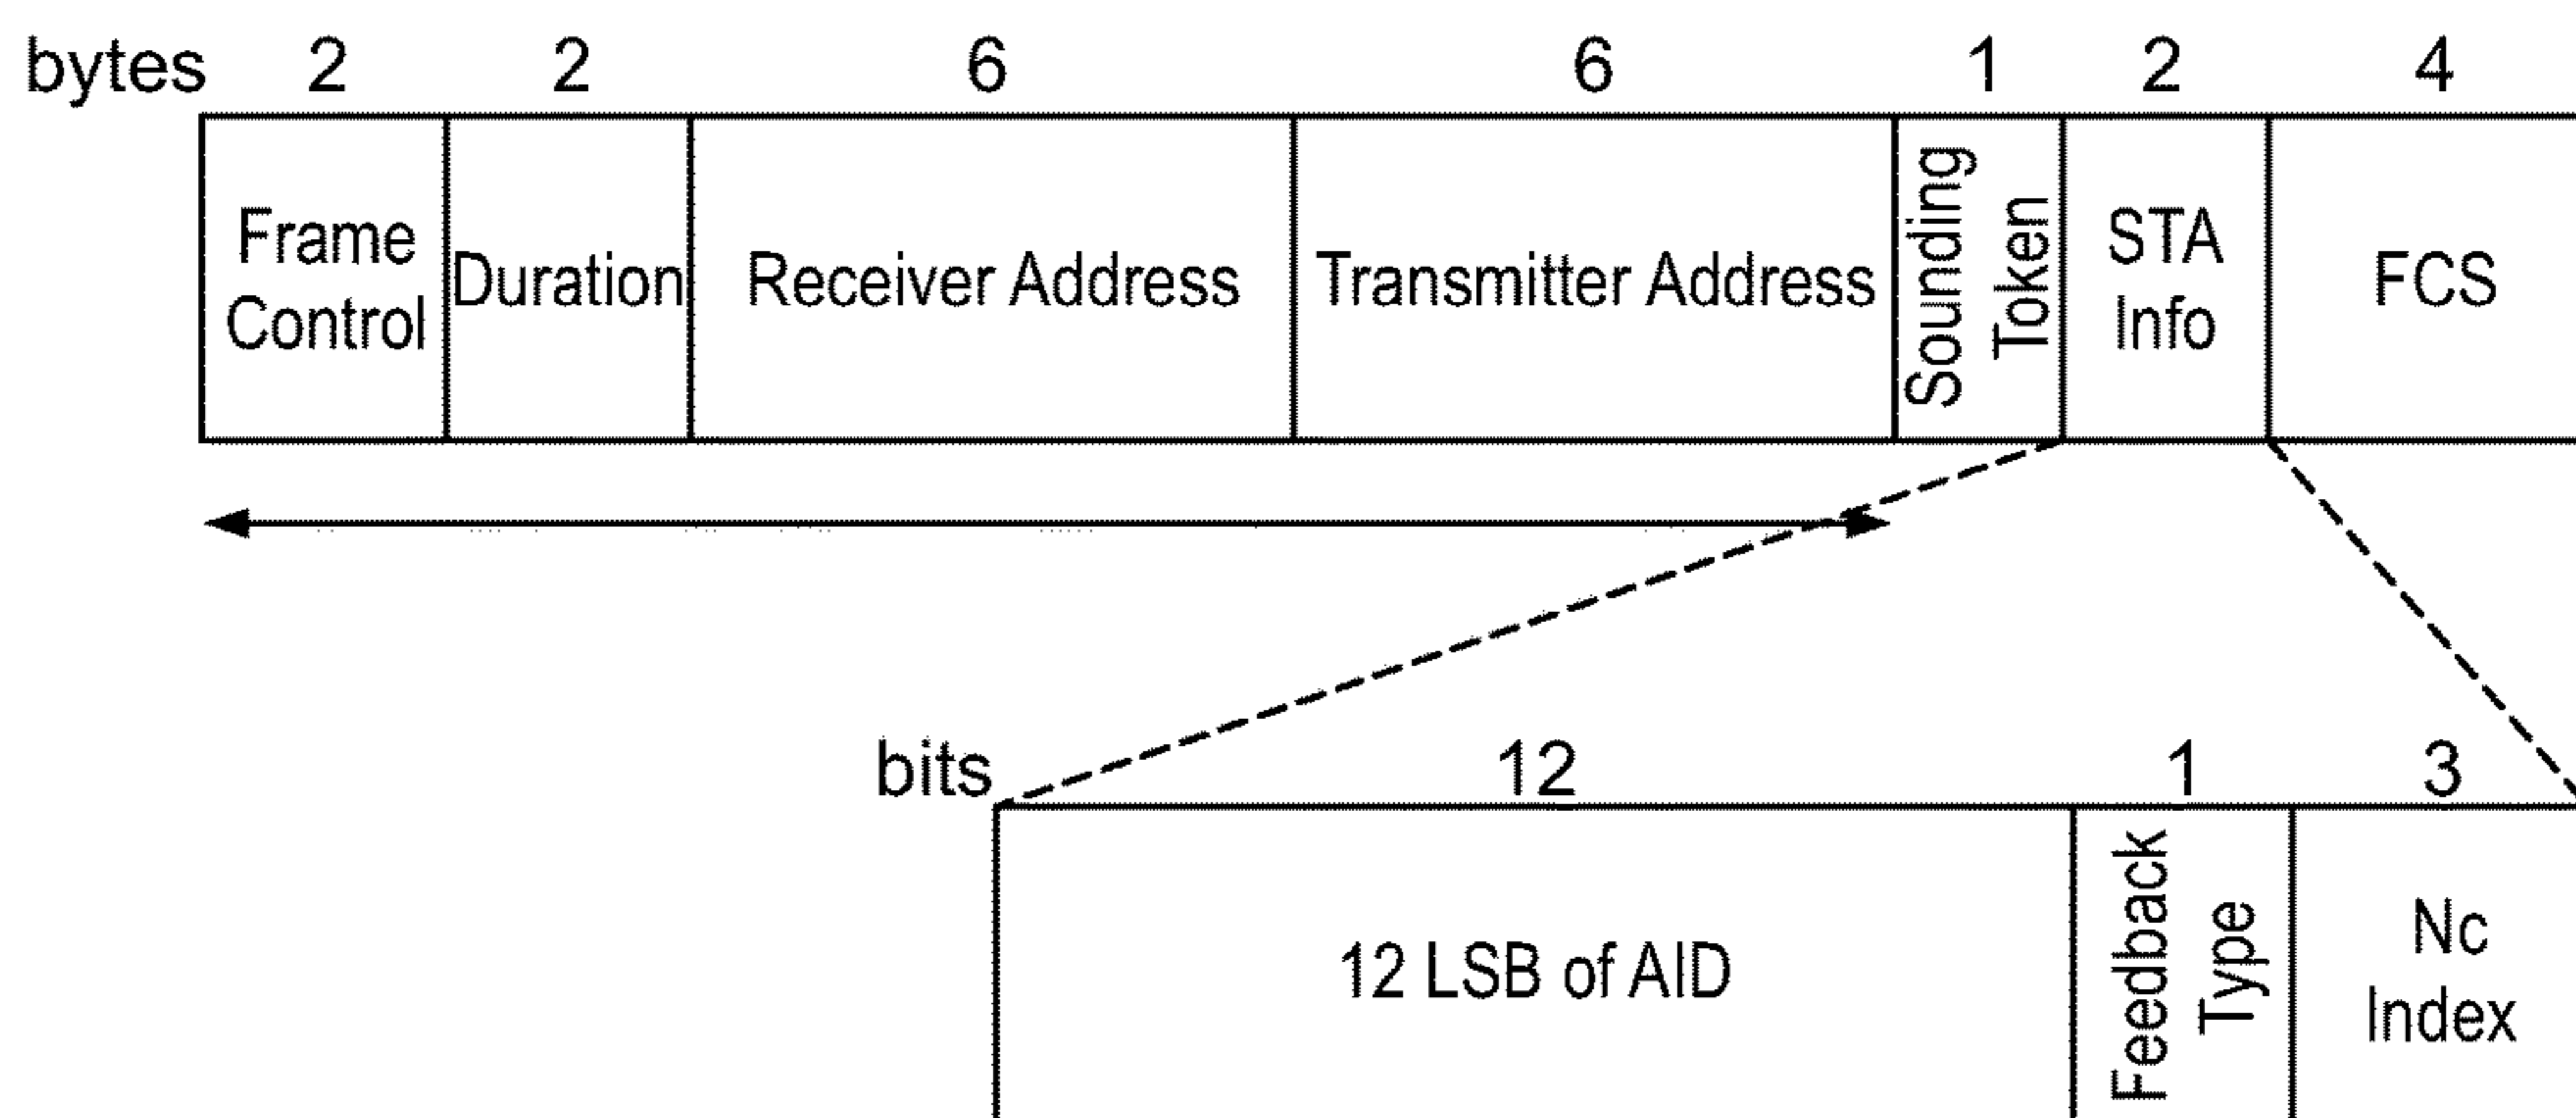 bytes 2 2 6 6 1 2 4
Frame
Control
Duration
Receiver Address
Transmitter Address
Sounding
Token
STA
Info
FCS
bits 12 1 3
12 LSB of AID
Feedback
Type
Nc
Index